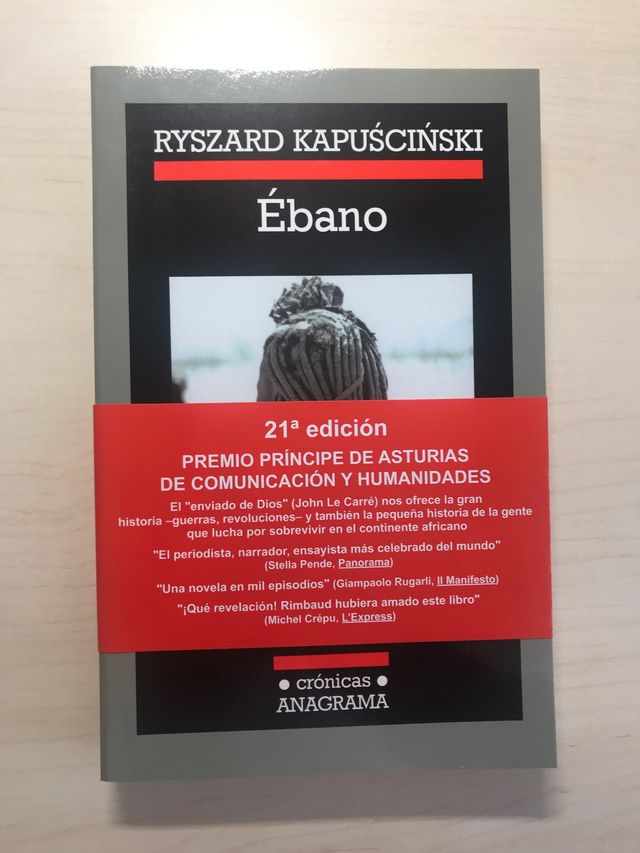 RYSZARD KAPUŚCIŃSKI
Ébano
21ª edición
PREMIO PRÍNCIPE DE ASTURIAS
DE COMUNICACIÓN Y HUMANIDADES
El "enviado de Dios" (John Le Carré) nos ofrece la gran
historia –guerras, revoluciones– y también la pequeña historia de la gente
que lucha por sobrevivir en el continente africano
"El periodista, narrador, ensayista más celebrado del mundo"
(Stella Pende, Panorama)
"Una novela en mil episodios" (Giampaolo Rugarli, Il Manifesto)
"¡Qué revelación! Rimbaud hubiera amado este libro"
(Michel Crépu, L'Express)
● crónicas ●
ANAGRAMA